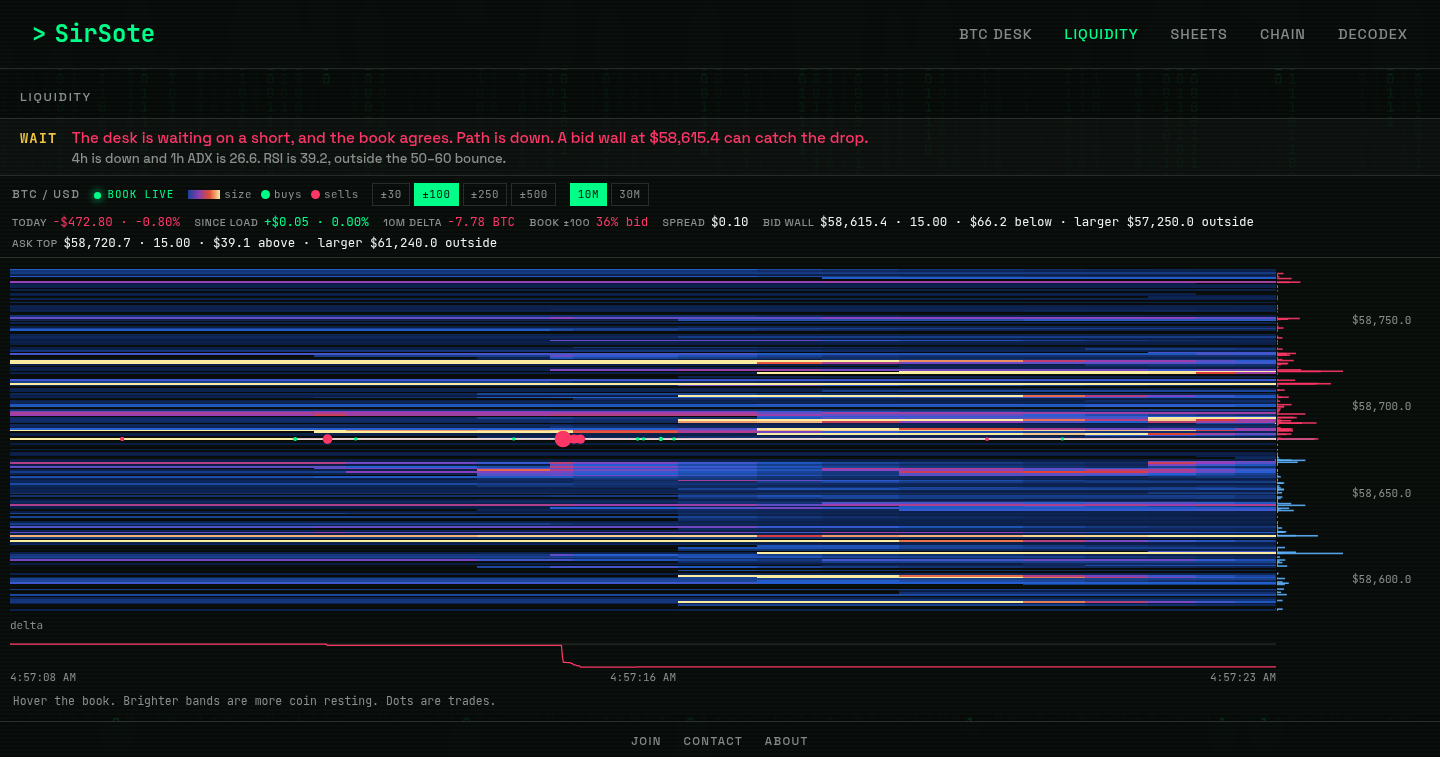 > SirSote
BTC DESK LIQUIDITY SHEETS CHAIN DECODEX
LIQUIDITY
WAIT The desk is waiting on a short, and the book agrees. Path is down. A bid wall at $58,615.4 can catch the drop.
4h is down and 1h ADX is 26.6. RSI is 39.2, outside the 50–60 bounce.
BTC / USD BOOK LIVE size buys sells ±30 ±100 ±250 ±500 10M 30M
TODAY -$472.80 · -0.80% SINCE LOAD +$0.05 · 0.00% 10M DELTA -7.78 BTC BOOK ±100 36% bid SPREAD $0.10 BID WALL $58,615.4 · 15.00 · $66.2 below · larger $57,250.0 outside
ASK TOP $58,720.7 · 15.00 · $39.1 above · larger $61,240.0 outside
$58,750.0
$58,700.0
$58,650.0
$58,600.0
delta
4:57:08 AM 4:57:16 AM 4:57:23 AM
Hover the book. Brighter bands are more coin resting. Dots are trades.
JOIN CONTACT ABOUT